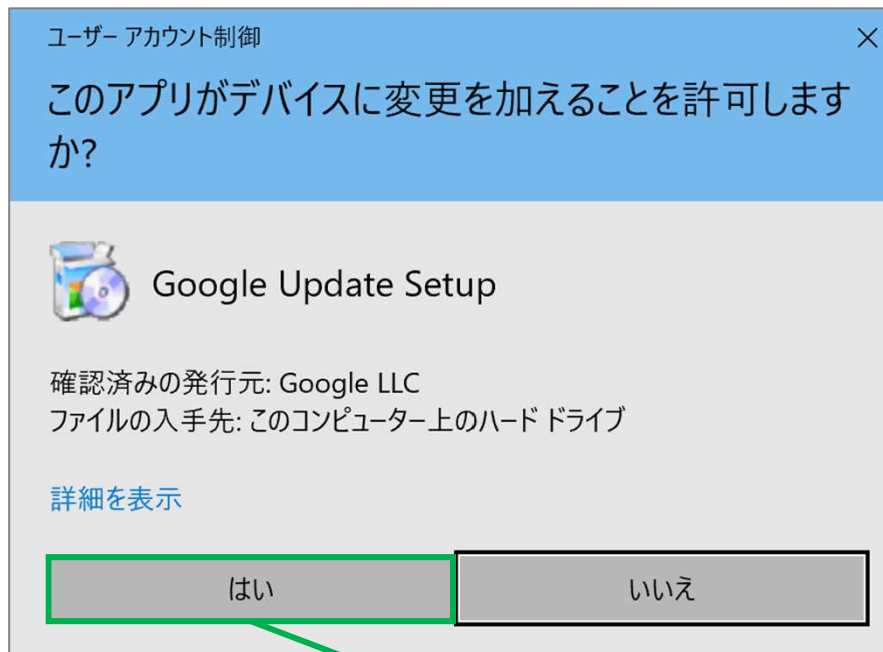 ユーザー アカウント制御
このアプリがデバイスに変更を加えることを許可します
か?
Google Update Setup
確認済みの発行元: Google LLC
ファイルの入手先: このコンピューター上のハード ドライブ
詳細を表示
はい
いいえ